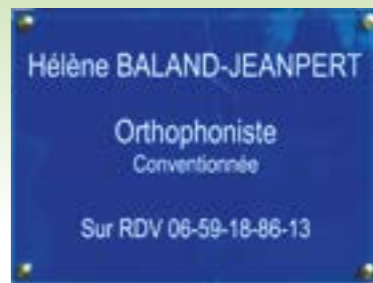 Hélène BALAND-JEANPERT
Orthophoniste
Conventionnée
Sur RDV 06-59-18-86-13